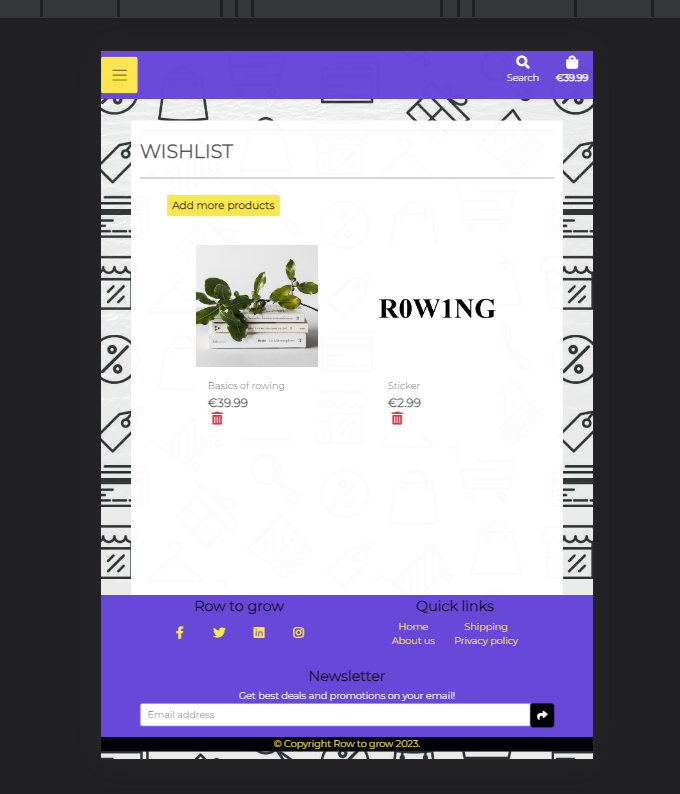 Search
€39.99
WISHLIST
Add more products
R0W1NG
Basics of rowing
Sticker
€39.99
€2.99
Row to grow
Quick links
Home
Shipping
About us
Privacy policy
Newsletter
Get best deals and promotions on your email!
Email address
© Copyright Row to grow 2023.